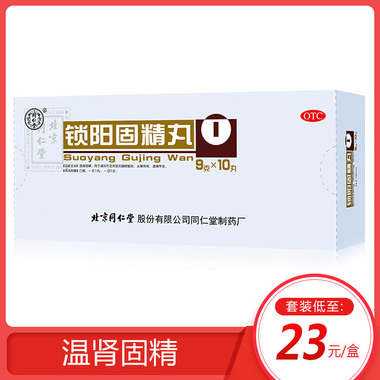 北京同仁堂
OTC
锁阳固精丸
Suoyang Gujing Wan
9克×10丸
北京同仁堂 股份有限公司同仁堂制药厂
套装低至:
23元/盒
温肾固精